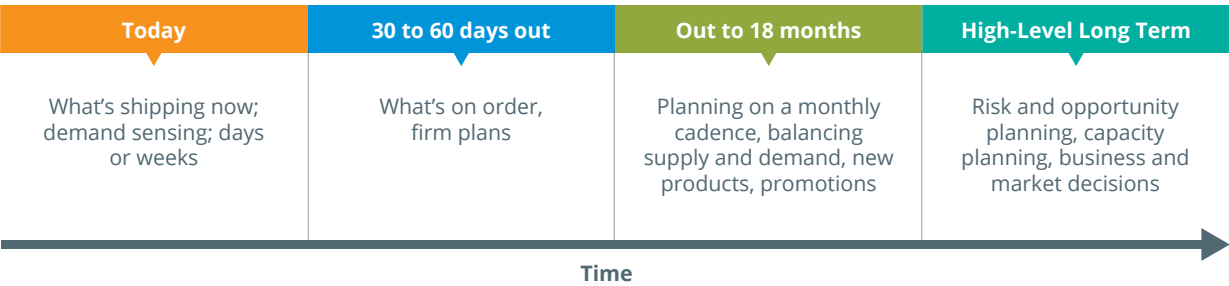 Today
What’s shipping now;
demand sensing; days
or weeks
30 to 60 days out
What’s on order,
firm plans
Out to 18 months
Planning on a monthly
cadence, balancing
supply and demand, new
products, promotions
High-Level Long Term
Risk and opportunity
planning, capacity
planning, business and
market decisions
Time